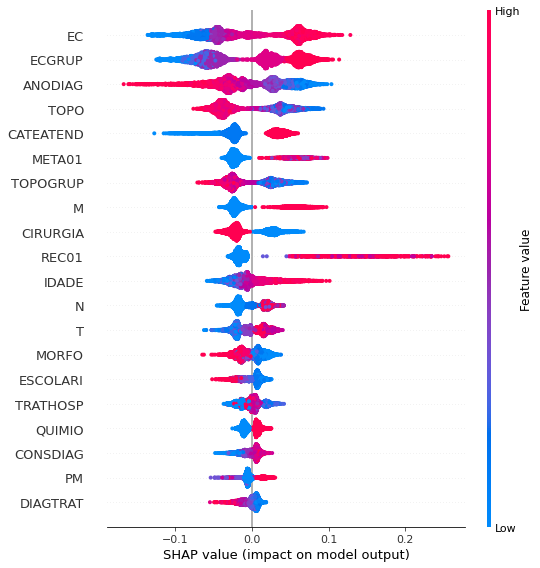 High
EC
ECGRUP
ANODIAG
TOPO
CATEATEND
META01
TOPOGRUP
M
CIRURGIA
REC01
IDADE
N
T
MORFO
ESCOLARI
TRATHOSP
QUIMIO
CONSDIAG
PM
DIAGTRAT
Feature value
Low
−0.1 0.0 0.1 0.2
SHAP value (impact on model output)